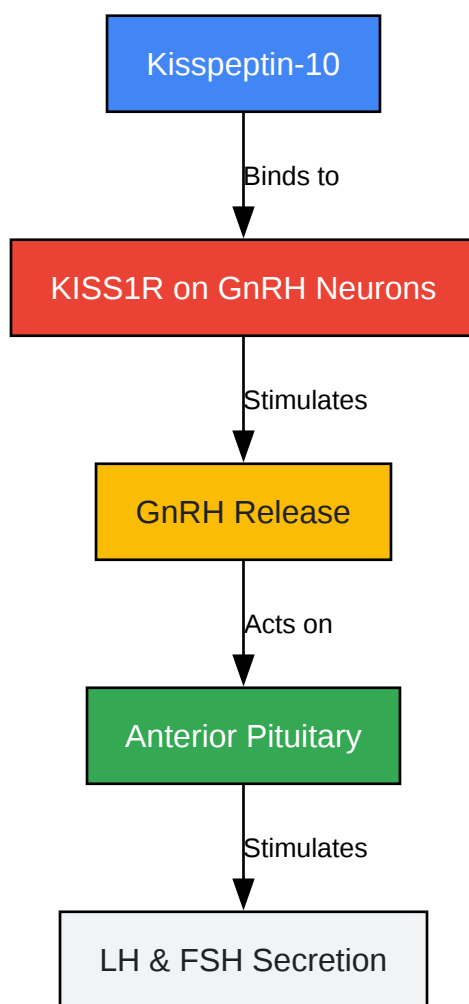 Kisspeptin-10
Binds to
KISS1R on GnRH Neurons
Stimulates
GnRH Release
Acts on
Anterior Pituitary
Stimulates
LH & FSH Secretion